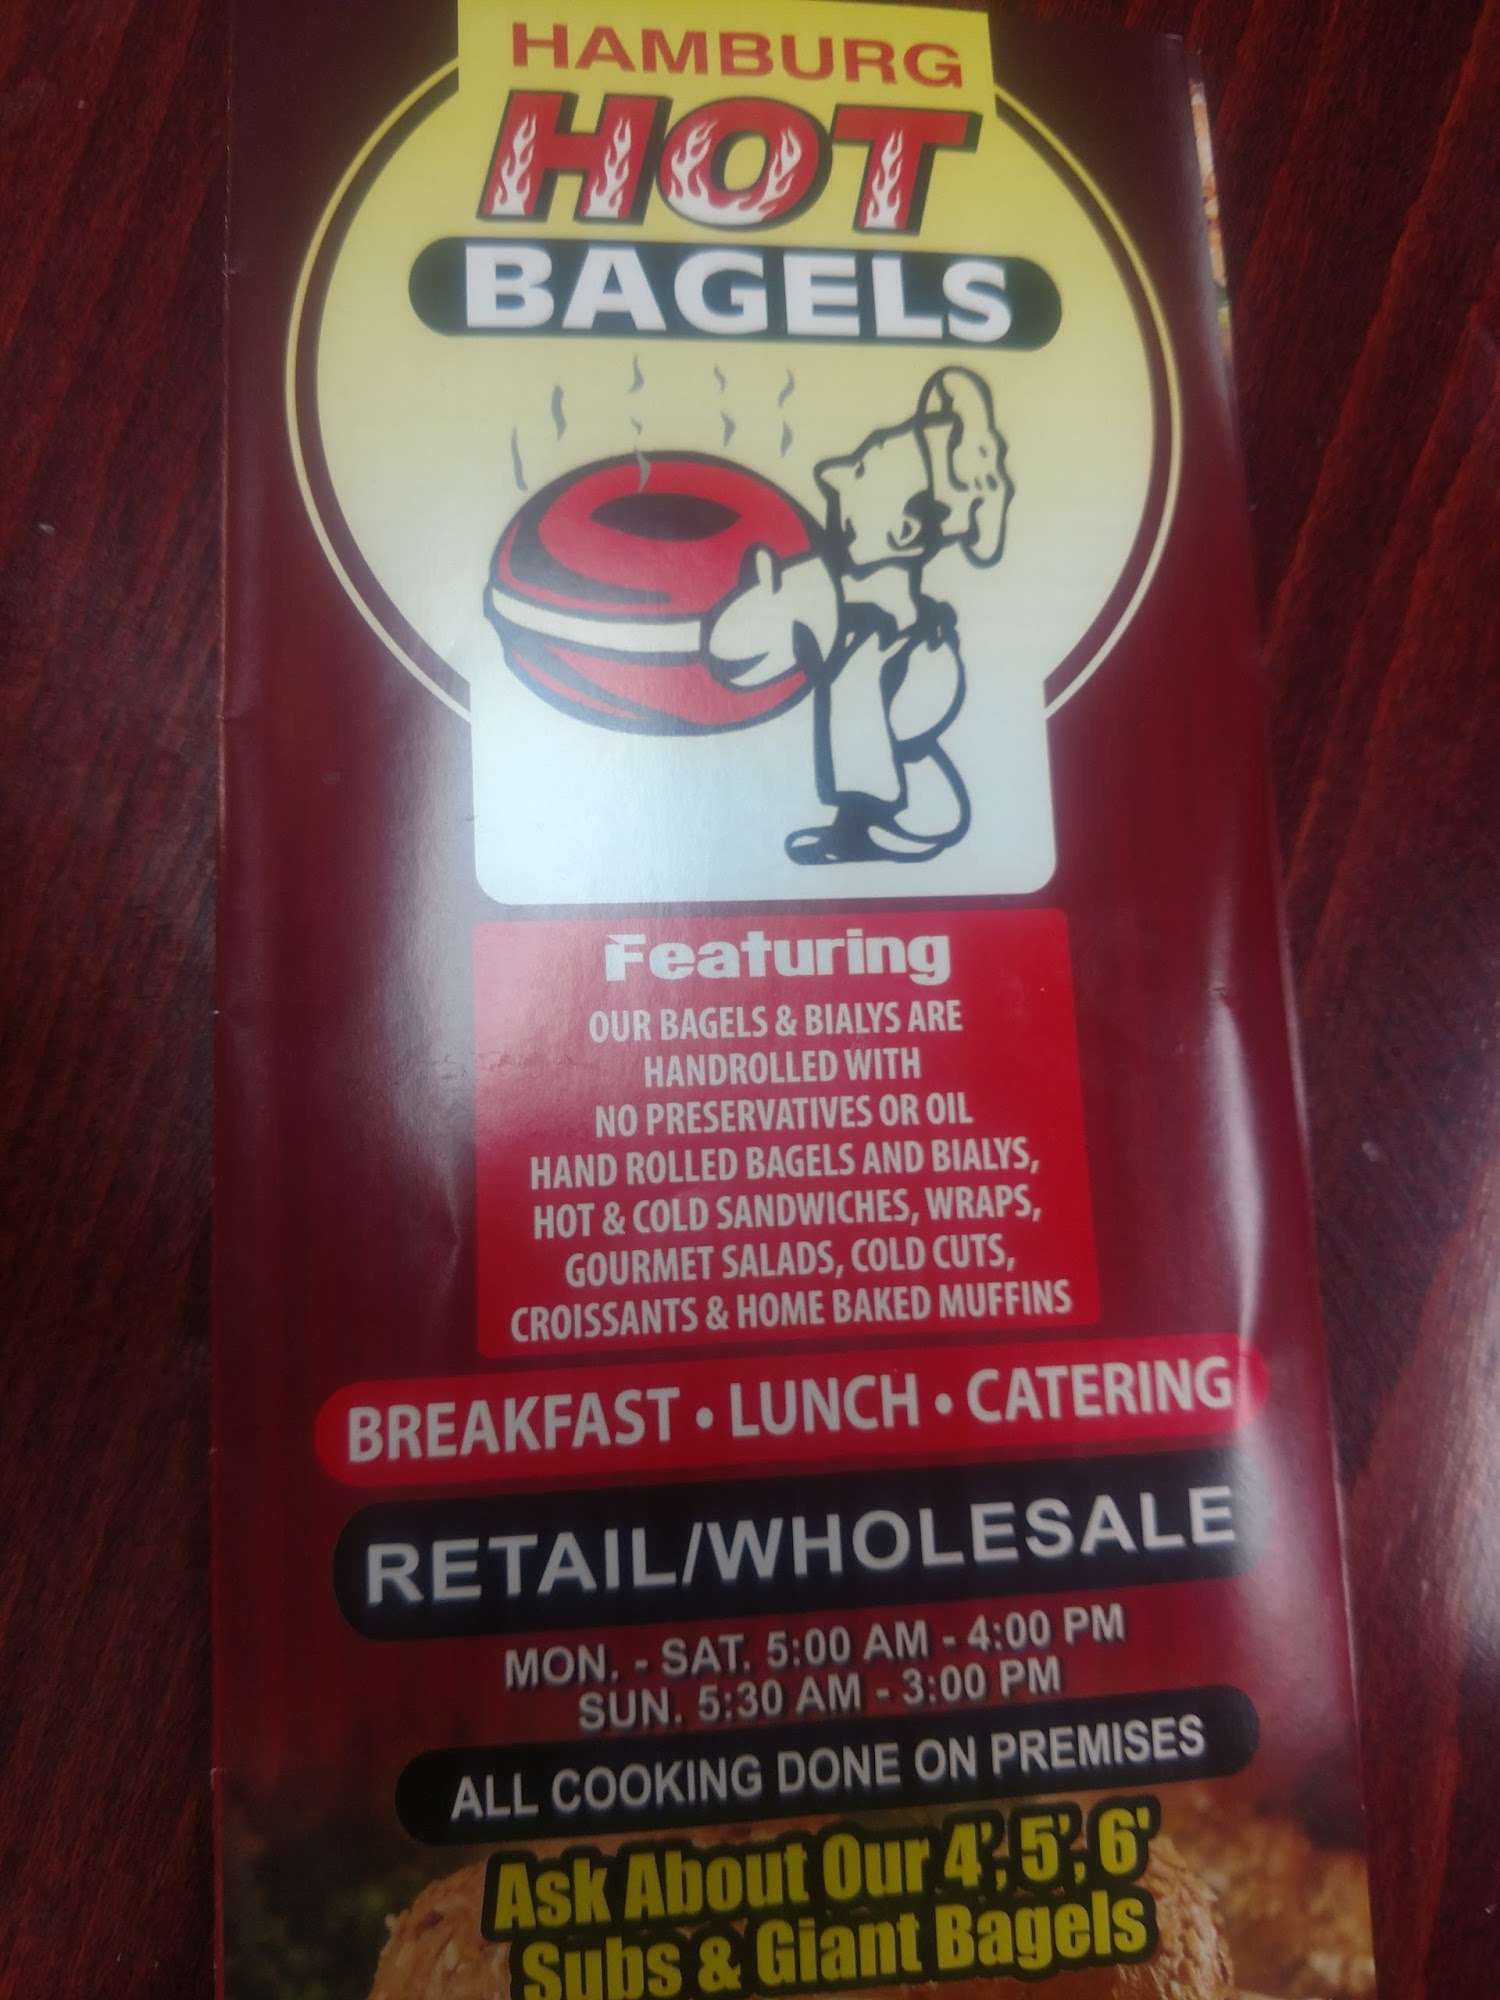 HAMBURG
HOT
BAGELS
Featuring
OUR BAGELS & BIALYS ARE
HANDROLLED WITH
NO PRESERVATIVES OR OIL
HAND ROLLED BAGELS AND BIALYS,
HOT & COLD SANDWICHES, WRAPS,
GOURMET SALADS, COLD CUTS,
CROISSANTS & HOME BAKED MUFFINS
BREAKFAST • LUNCH • CATERING
RETAIL/WHOLESALE
MON. - SAT. 5:00 AM - 4:00 PM
SUN. 5:30 AM - 3:00 PM
ALL COOKING DONE ON PREMISES
Ask About Our 4', 5', 6'
Subs & Giant Bagels